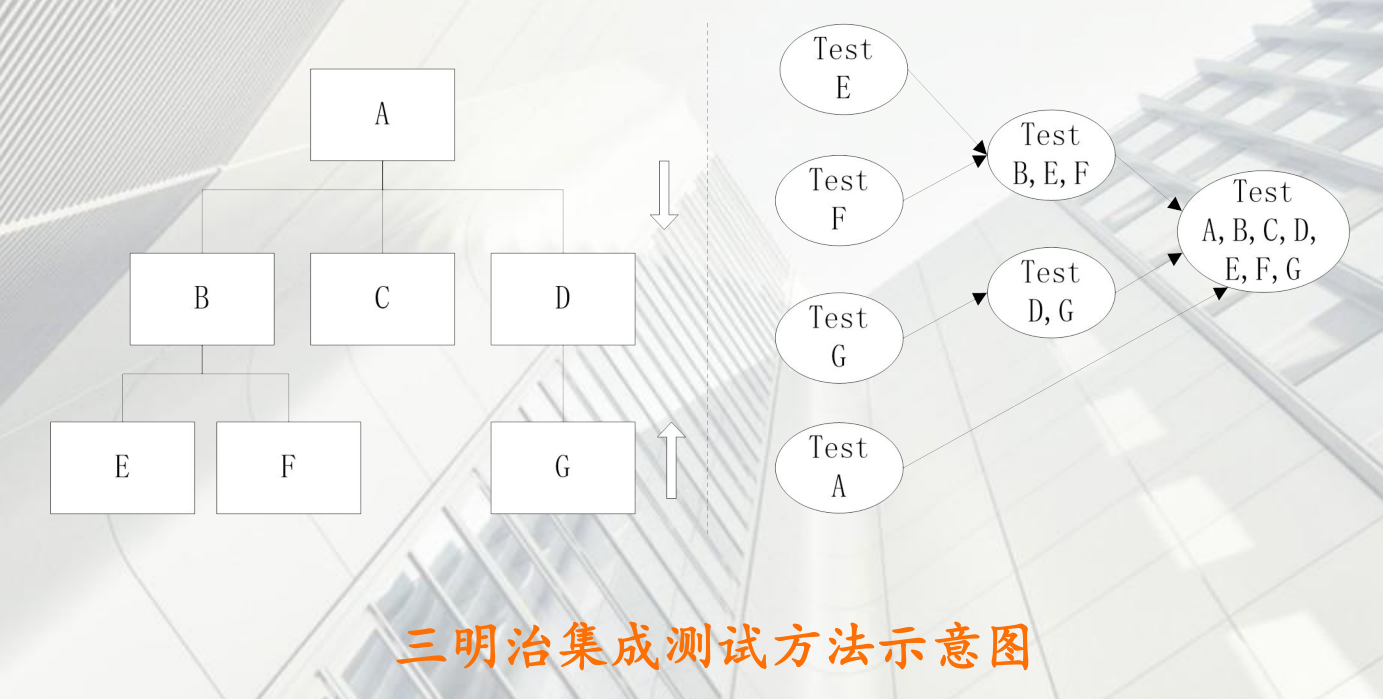 A
B
C
D
E
F
G
Test
E
Test
F
Test
G
Test
A
Test
B,E,F
Test
D,G
Test
A,B,C,D,
E,F,G
三明治集成测试方法示意图